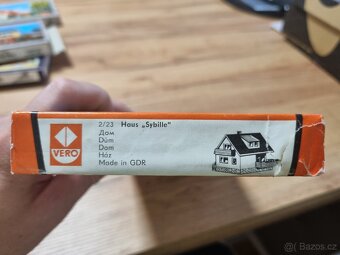 VERO
2/23 Haus „Sybille"
Дом
Dům
Dom
Ház
Made in GDR
Bazos.cz